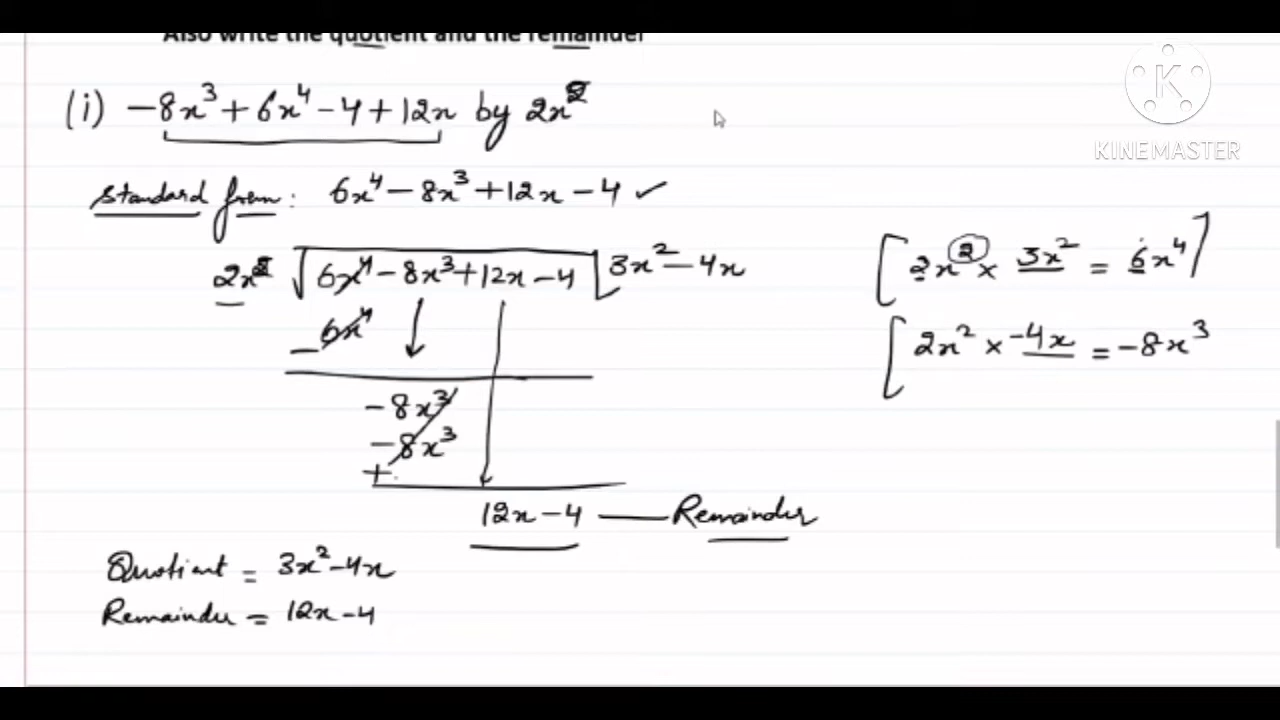 Also write the quotient and the remainder
(i) -8x³ + 6x⁴ - 4 + 12x by 2x²
K
KINEMASTER
Standard from: 6x⁴ - 8x³ + 12x - 4 ✓
2x² √6x⁴ - 8x³ + 12x - 4 [3x² - 4x
[2x² × 3x² = 6x⁴]
- 6x⁴
[2x² × -4x = -8x³
- 8x³
- 8x³
+
12x - 4 — Remainder
Quotient = 3x² - 4x
Remainder = 12x - 4